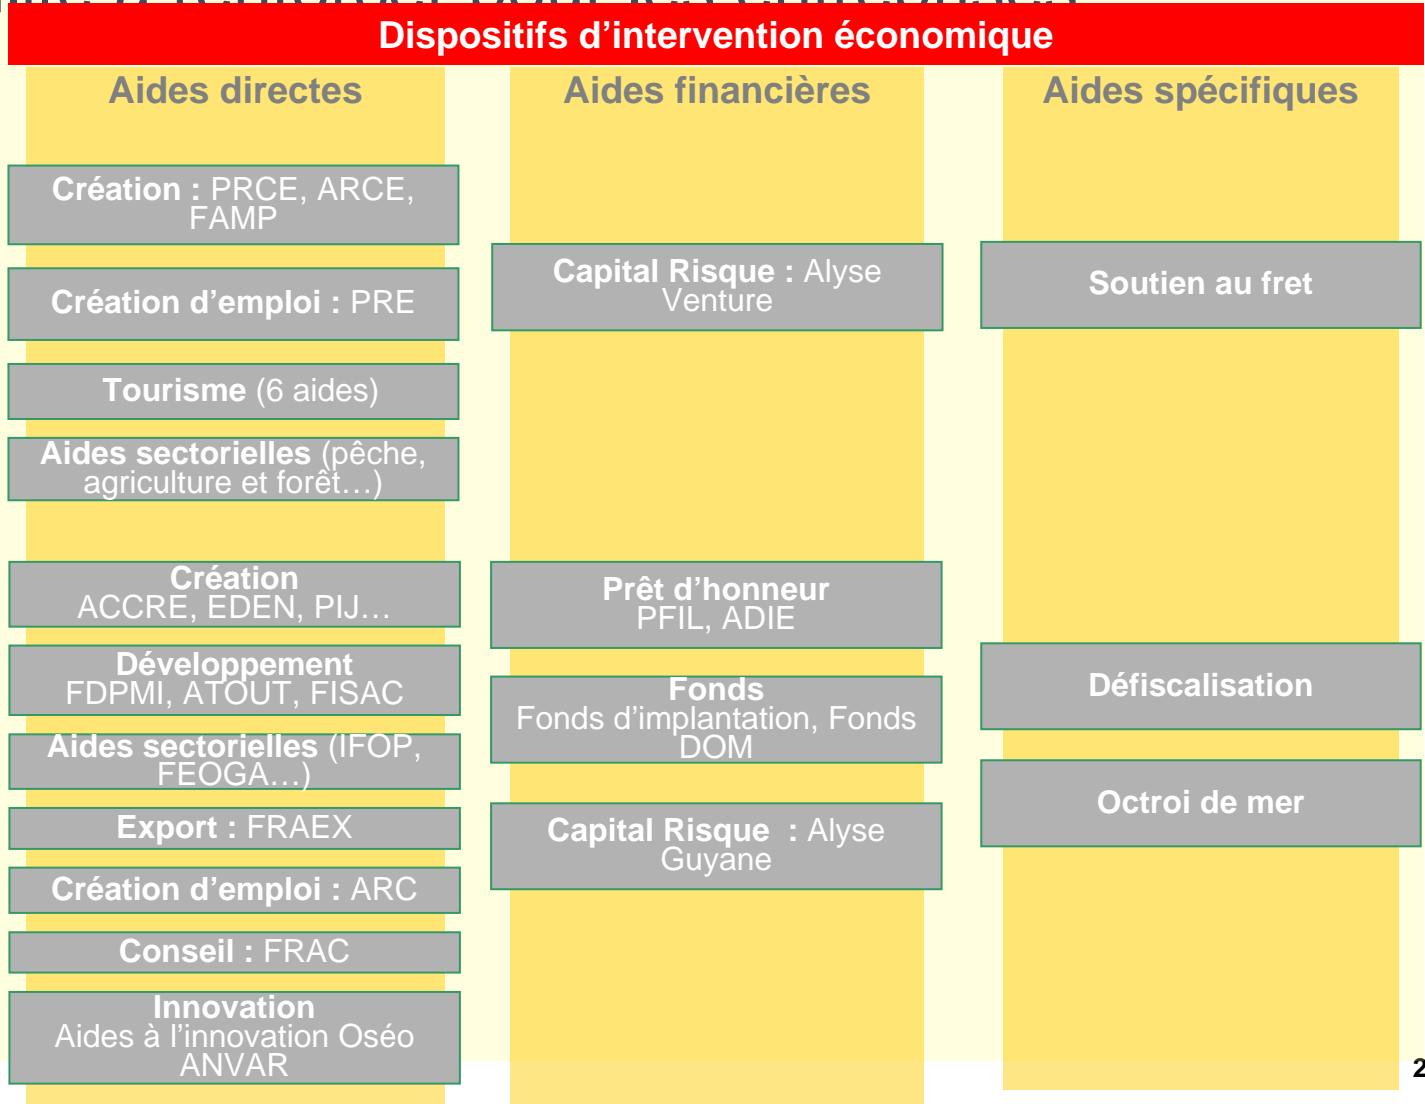 Dispositifs d’intervention économique
Aides directes
Création : PRCE, ARCE,
FAMP
Création d’emploi : PRE
Tourisme (6 aides)
Aides sectorielles (pêche,
agriculture et forêt…)
Création
ACCRE, EDEN, PIJ…
Développement
FDPMI, ATOUT, FISAC
Aides sectorielles (IFOP,
FEOGA…)
Export : FRAEX
Création d’emploi : ARC
Conseil : FRAC
Innovation
Aides à l’innovation Oséo
ANVAR
Aides financières
Capital Risque : Alyse
Venture
Prêt d’honneur
PFIL, ADIE
Fonds
Fonds d’implantation, Fonds
DOM
Capital Risque : Alyse
Guyane
Aides spécifiques
Soutien au fret
Défiscalisation
Octroi de mer
2